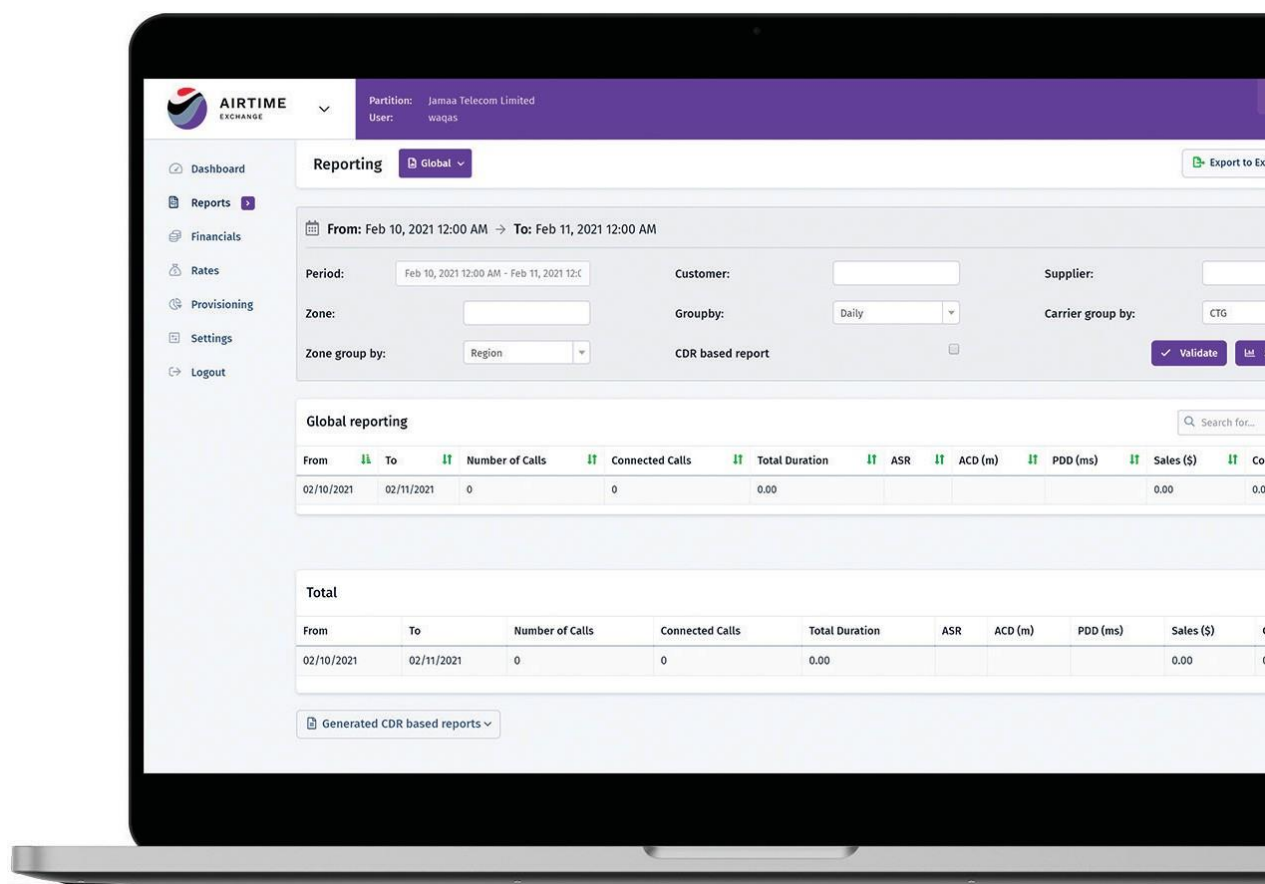 AIRTIME
EXCHANGE
Partition: Jamaa Telecom Limited
User: waqas
Dashboard
Reports
Financials
Rates
Provisioning
Settings
Logout
Reporting Global Export to Ex
From: Feb 10, 2021 12:00 AM → To: Feb 11, 2021 12:00 AM
Period: Feb 10, 2021 12:00 AM - Feb 11, 2021 12:0 Customer: Supplier:
Zone: Groupby: Daily Carrier group by: CTG
Zone group by: Region CDR based report Validate
Global reporting Search for...
From To Number of Calls Connected Calls Total Duration ASR ACD (m) PDD (ms) Sales ($) Co
02/10/2021 02/11/2021 0 0 0.00 0.00 0.0
Total
From To Number of Calls Connected Calls Total Duration ASR ACD (m) PDD (ms) Sales ($)
02/10/2021 02/11/2021 0 0 0.00 0.00
Generated CDR based reports